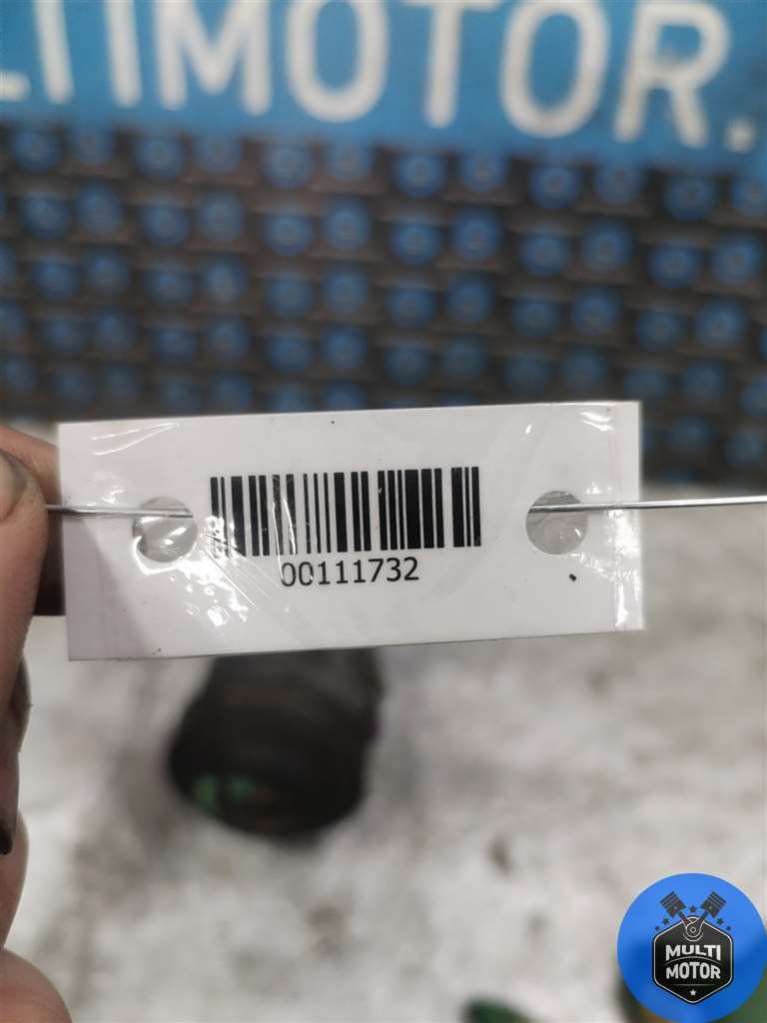 LTIMOTOR.
00111732
MULTI
MOTOR